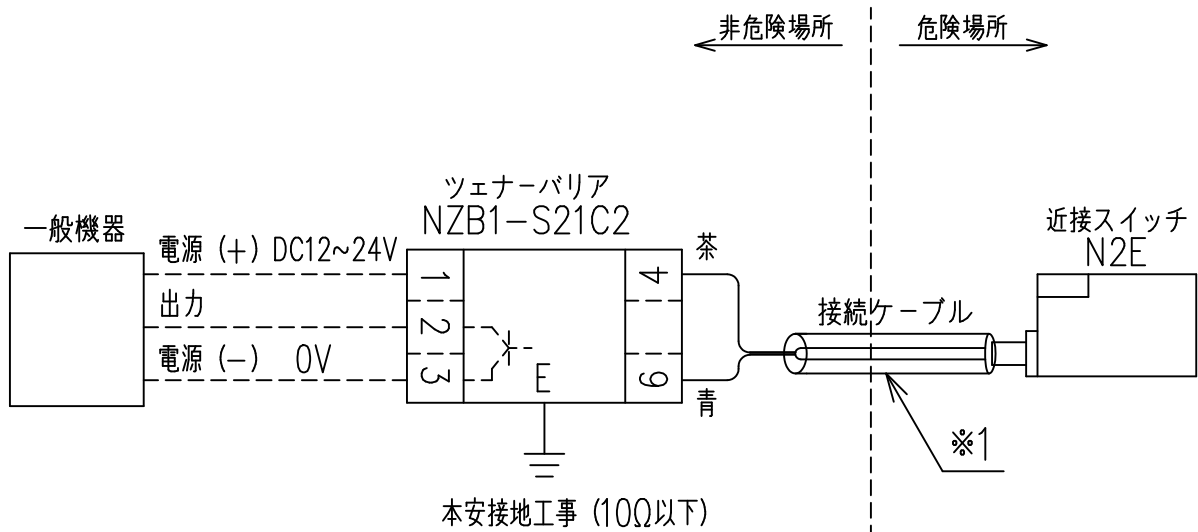 非危険場所
危険場所
ツェナーバリア
NZB1-S21C2
一般機器
電源 (+) DC12~24V
出力
電源 (-) 0V
1
2
3
E
4
9
茶
青
接続ケーブル
近接スイッチ
N2E
※1
本安接地工事 (10Ω以下)